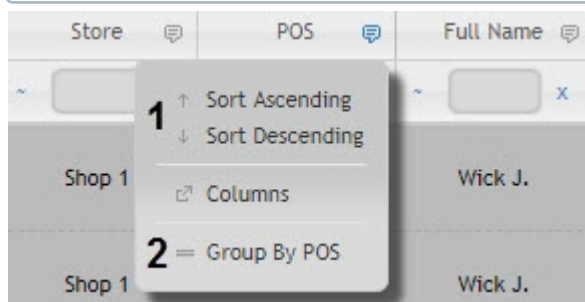 Store POS Full Name
~ ~ x
1 ↑ Sort Ascending
↓ Sort Descending
Shop 1 Wick J.
Columns
2 = Group By POS
Shop 1 Wick J.